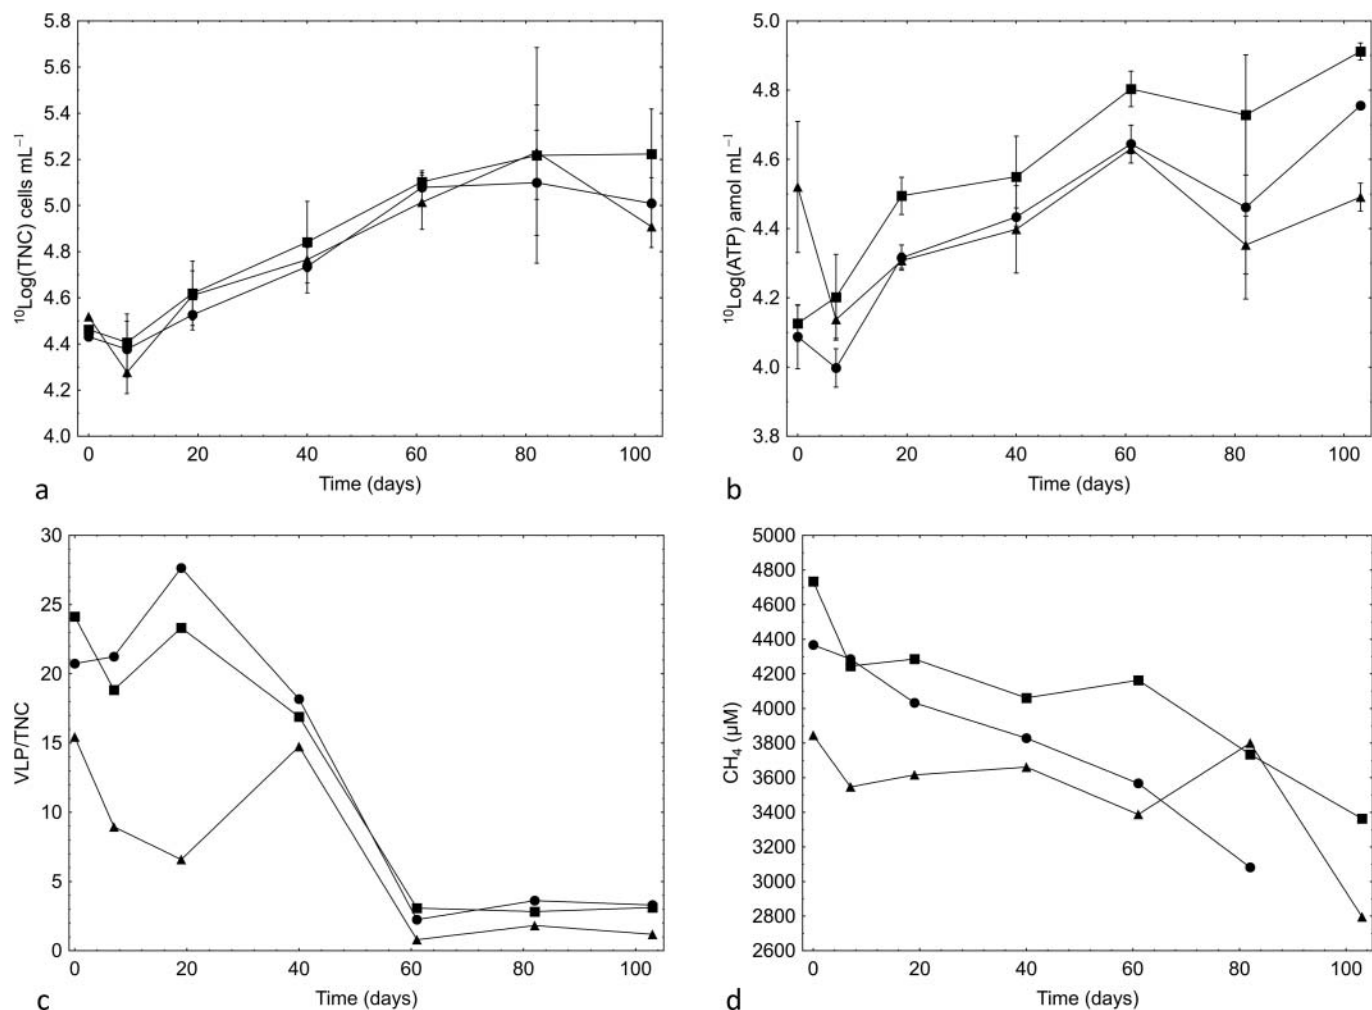 5.8
5.6
5.4
5.2
5.0
4.8
4.6
4.4
4.2
4.0
¹⁰Log(TNC) cells mL⁻¹
0 20 40 60 80 100
Time (days)
a
5.0
4.8
4.6
4.4
4.2
4.0
3.8
¹⁰Log(ATP) amol mL⁻¹
0 20 40 60 80 100
Time (days)
b
30
25
20
15
10
5
0
VLP/TNC
0 20 40 60 80 100
Time (days)
c
5000
4800
4600
4400
4200
4000
3800
3600
3400
3200
3000
2800
2600
CH₄ (µM)
0 20 40 60 80 100
Time (days)
d